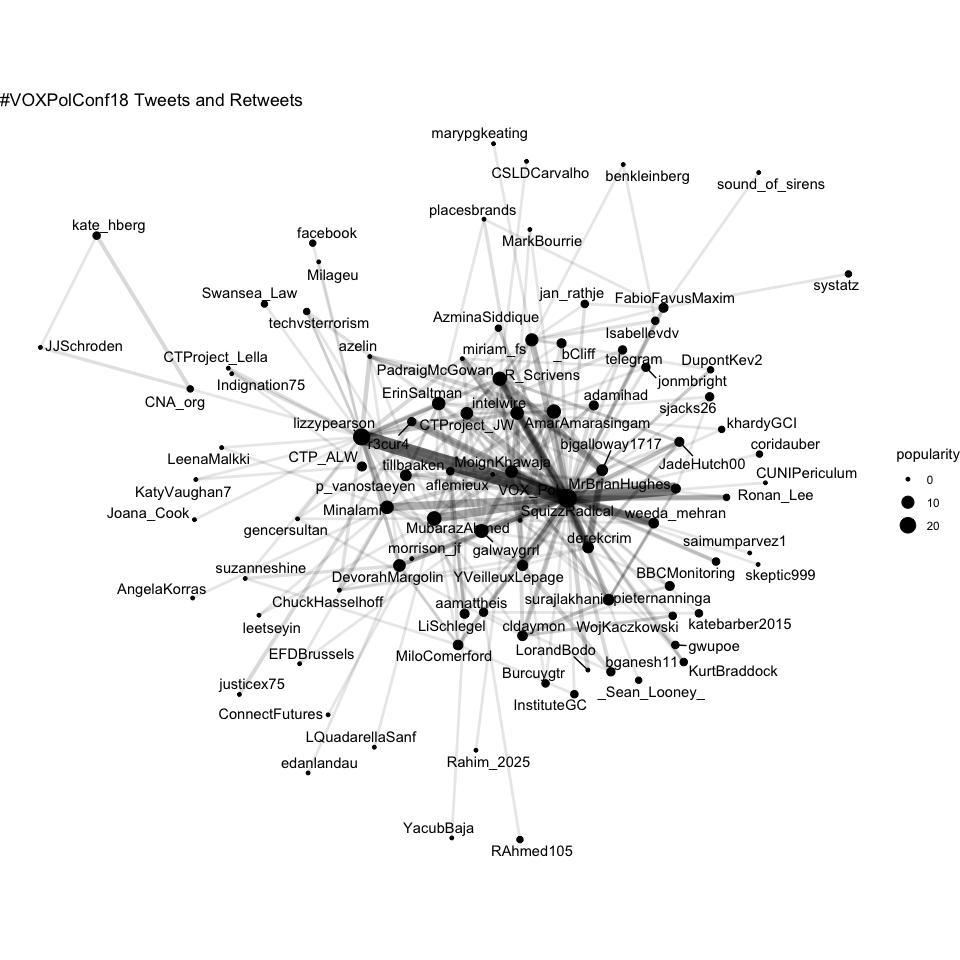 #VOXPolConf18 Tweets and Retweets
marypgkeating
CSLDCarvalho
benkleinberg
sound_of_sirens
placesbrands
kate_hberg
facebook
MarkBourrie
Milageu
systatz
Swansea_Law
jan_rathje
FabioFavusMaxim
techvsterrorism
AzminaSiddique
Isabellevdv
JJSchroden
azelin
miriam_fs
_bCliff
telegram
DupontKev2
CTProject_Lella
PadraigMcGowan
R_Scrivens
jonmbright
Indignation75
ErinSaltman
adamihad
CNA_org
intelwire
sjacks26
lizzypearson
CTProject_JW
AmarAmarasingam
khardyGCI
r3cur4
bjgalloway1717
coridauber
LeenaMalkki
CTP_ALW
tillbaaken
MoignKhawaja
JadeHutch00
popularity
CUNIPericulum
0
p_vanostaeyen
aflemieux
VOX_Pol
MrBrianHughes
KatyVaughan7
Ronan_Lee
10
Joana_Cook
Minalami
SquizzRadical
weeda_mehran
20
gencersultan
MubarazAhmed
derekcrim
saimumparvez1
morrison_jf
galwaygrrl
suzanneshine
DevorahMargolin
YVeilleuxLepage
BBCMonitoring
skeptic999
AngelaKorras
ChuckHasselhoff
aamattheis
surajlakhani
pieternanninga
leetseyin
LiSchlegel
cldaymon
WojKaczkowski
katebarber2015
EFDBrussels
MiloComerford
LorandBodo
gwupoe
bganesh11
KurtBraddock
justicex75
Burcuygtr
_Sean_Looney_
ConnectFutures
InstituteGC
LQuadarellaSanf
edanlandau
Rahim_2025
YacubBaja
RAhmed105